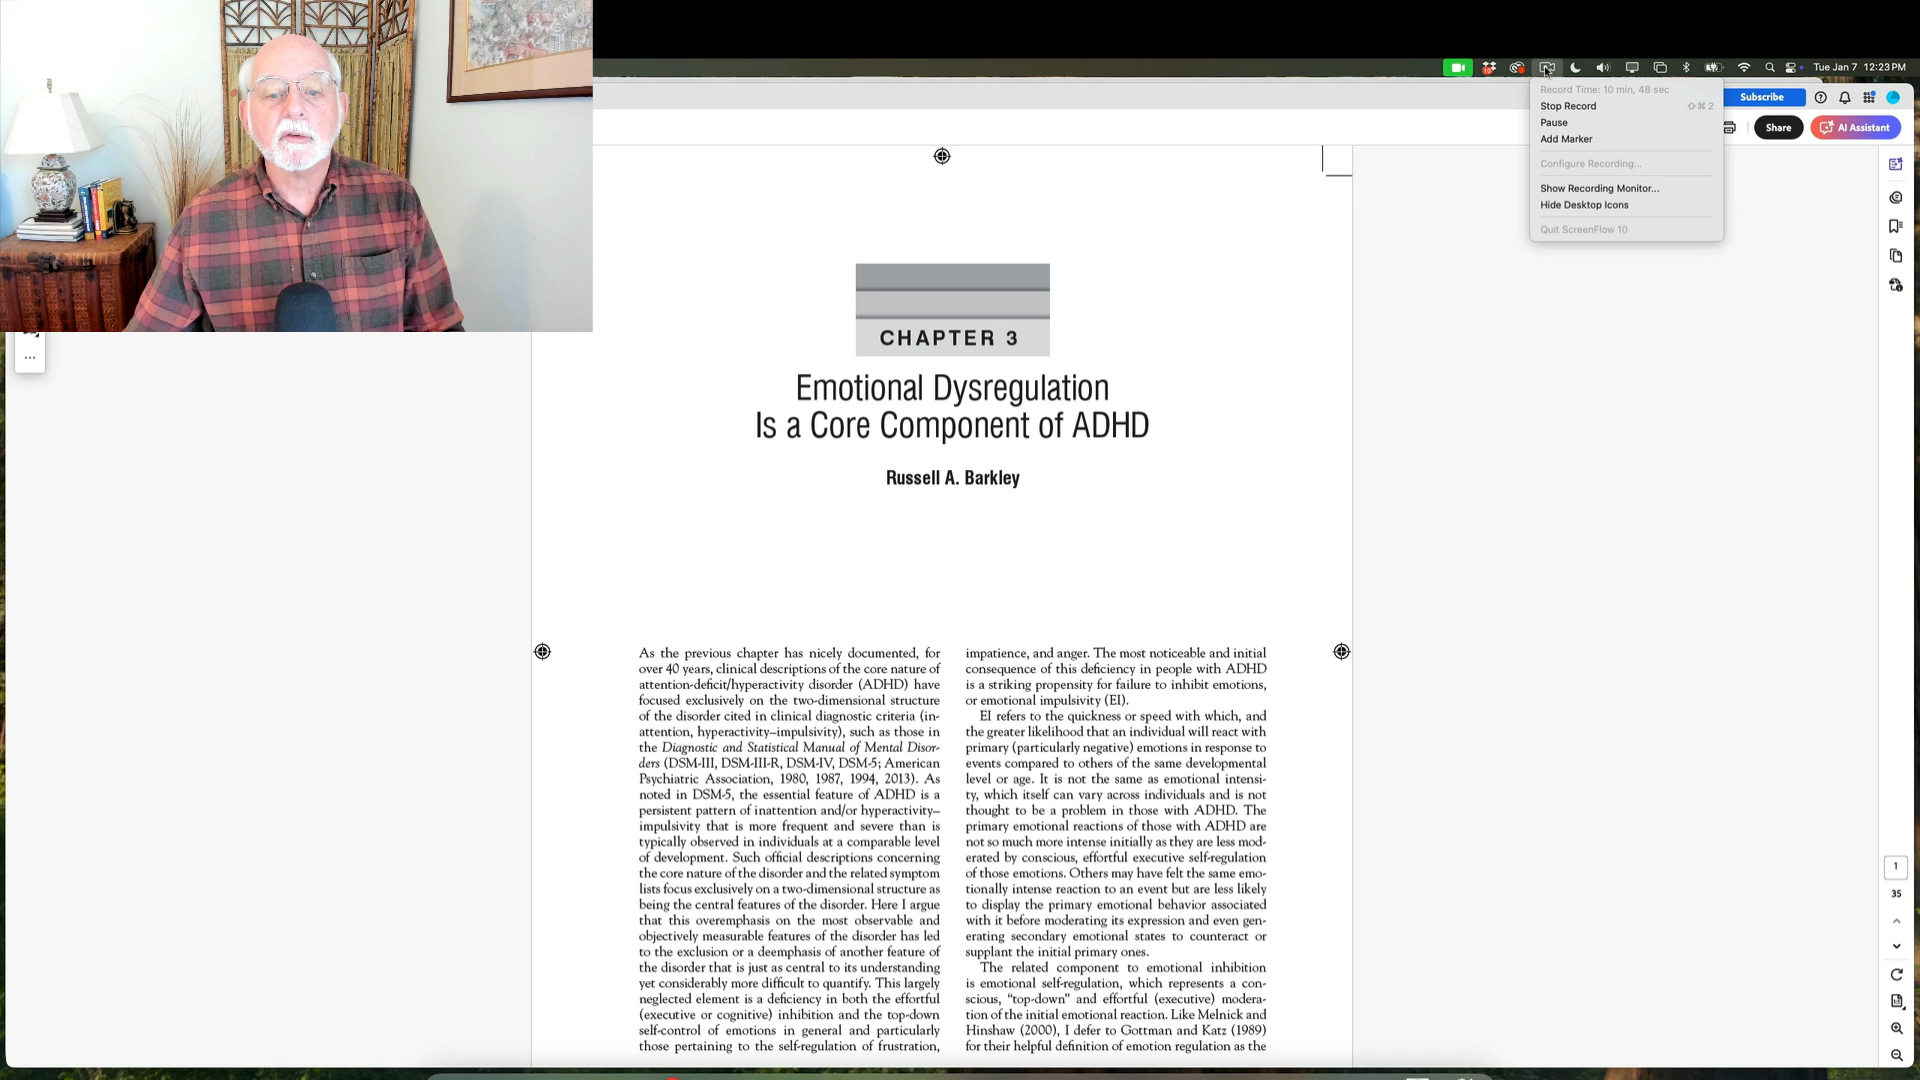 Tue Jan 7 12:23 PM
Record Time: 10 min, 48 sec
Stop Record ⇧⌘2
Pause
Add Marker
Configure Recording...
Show Recording Monitor...
Hide Desktop Icons
Quit ScreenFlow 10
Subscribe
Share
AI Assistant
CHAPTER 3
Emotional Dysregulation
Is a Core Component of ADHD
Russell A. Barkley
As the previous chapter has nicely documented, for
over 40 years, clinical descriptions of the core nature of
attention-deficit/hyperactivity disorder (ADHD) have
focused exclusively on the two-dimensional structure
of the disorder cited in clinical diagnostic criteria (in-
attention, hyperactivity–impulsivity), such as those in
the Diagnostic and Statistical Manual of Mental Disor-
ders (DSM-III, DSM-III-R, DSM-IV, DSM-5; American
Psychiatric Association, 1980, 1987, 1994, 2013). As
noted in DSM-5, the essential feature of ADHD is a
persistent pattern of inattention and/or hyperactivity–
impulsivity that is more frequent and severe than is
typically observed in individuals at a comparable level
of development. Such official descriptions concerning
the core nature of the disorder and the related symptom
lists focus exclusively on a two-dimensional structure as
being the central features of the disorder. Here I argue
that this overemphasis on the most observable and
objectively measurable features of the disorder has led
to the exclusion or a deemphasis of another feature of
the disorder that is just as central to its understanding
yet considerably more difficult to quantify. This largely
neglected element is a deficiency in both the effortful
(executive or cognitive) inhibition and the top-down
self-control of emotions in general and particularly
those pertaining to the self-regulation of frustration,
impatience, and anger. The most noticeable and initial
consequence of this deficiency in people with ADHD
is a striking propensity for failure to inhibit emotions,
or emotional impulsivity (EI).
EI refers to the quickness or speed with which, and
the greater likelihood that an individual will react with
primary (particularly negative) emotions in response to
events compared to others of the same developmental
level or age. It is not the same as emotional intensi-
ty, which itself can vary across individuals and is not
thought to be a problem in those with ADHD. The
primary emotional reactions of those with ADHD are
not so much more intense initially as they are less mod-
erated by conscious, effortful executive self-regulation
of those emotions. Others may have felt the same emo-
tionally intense reaction to an event but are less likely
to display the primary emotional behavior associated
with it before moderating its expression and even gen-
erating secondary emotional states to counteract or
supplant the initial primary ones.
The related component to emotional inhibition
is emotional self-regulation, which represents a con-
scious, “top-down” and effortful (executive) modera-
tion of the initial emotional reaction. Like Melnick and
Hinshaw (2000), I defer to Gottman and Katz (1989)
for their helpful definition of emotion regulation as the
1
35